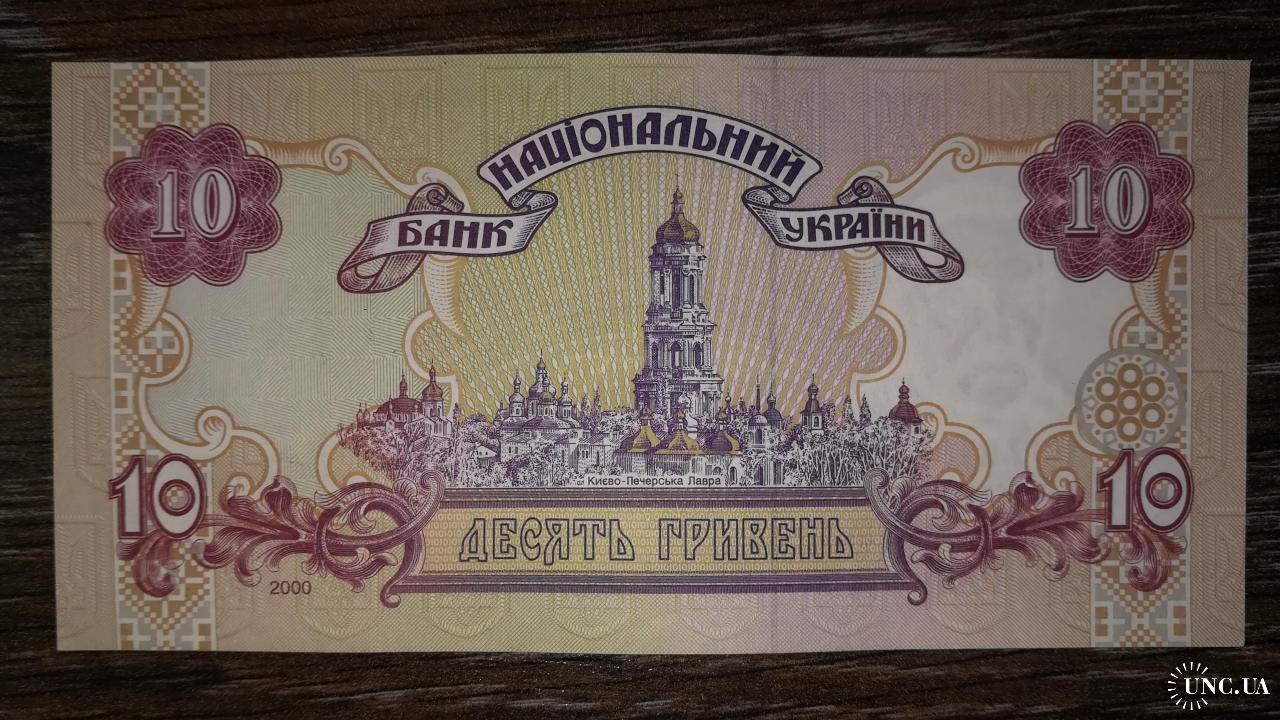 НАЦІОНАЛЬНИЙ
БАНК УКРАЇНИ
10 10
Києво-Печерська Лавра
10 10
ДЕСЯТЬ ГРИВЕНЬ
2000
UNC.UA